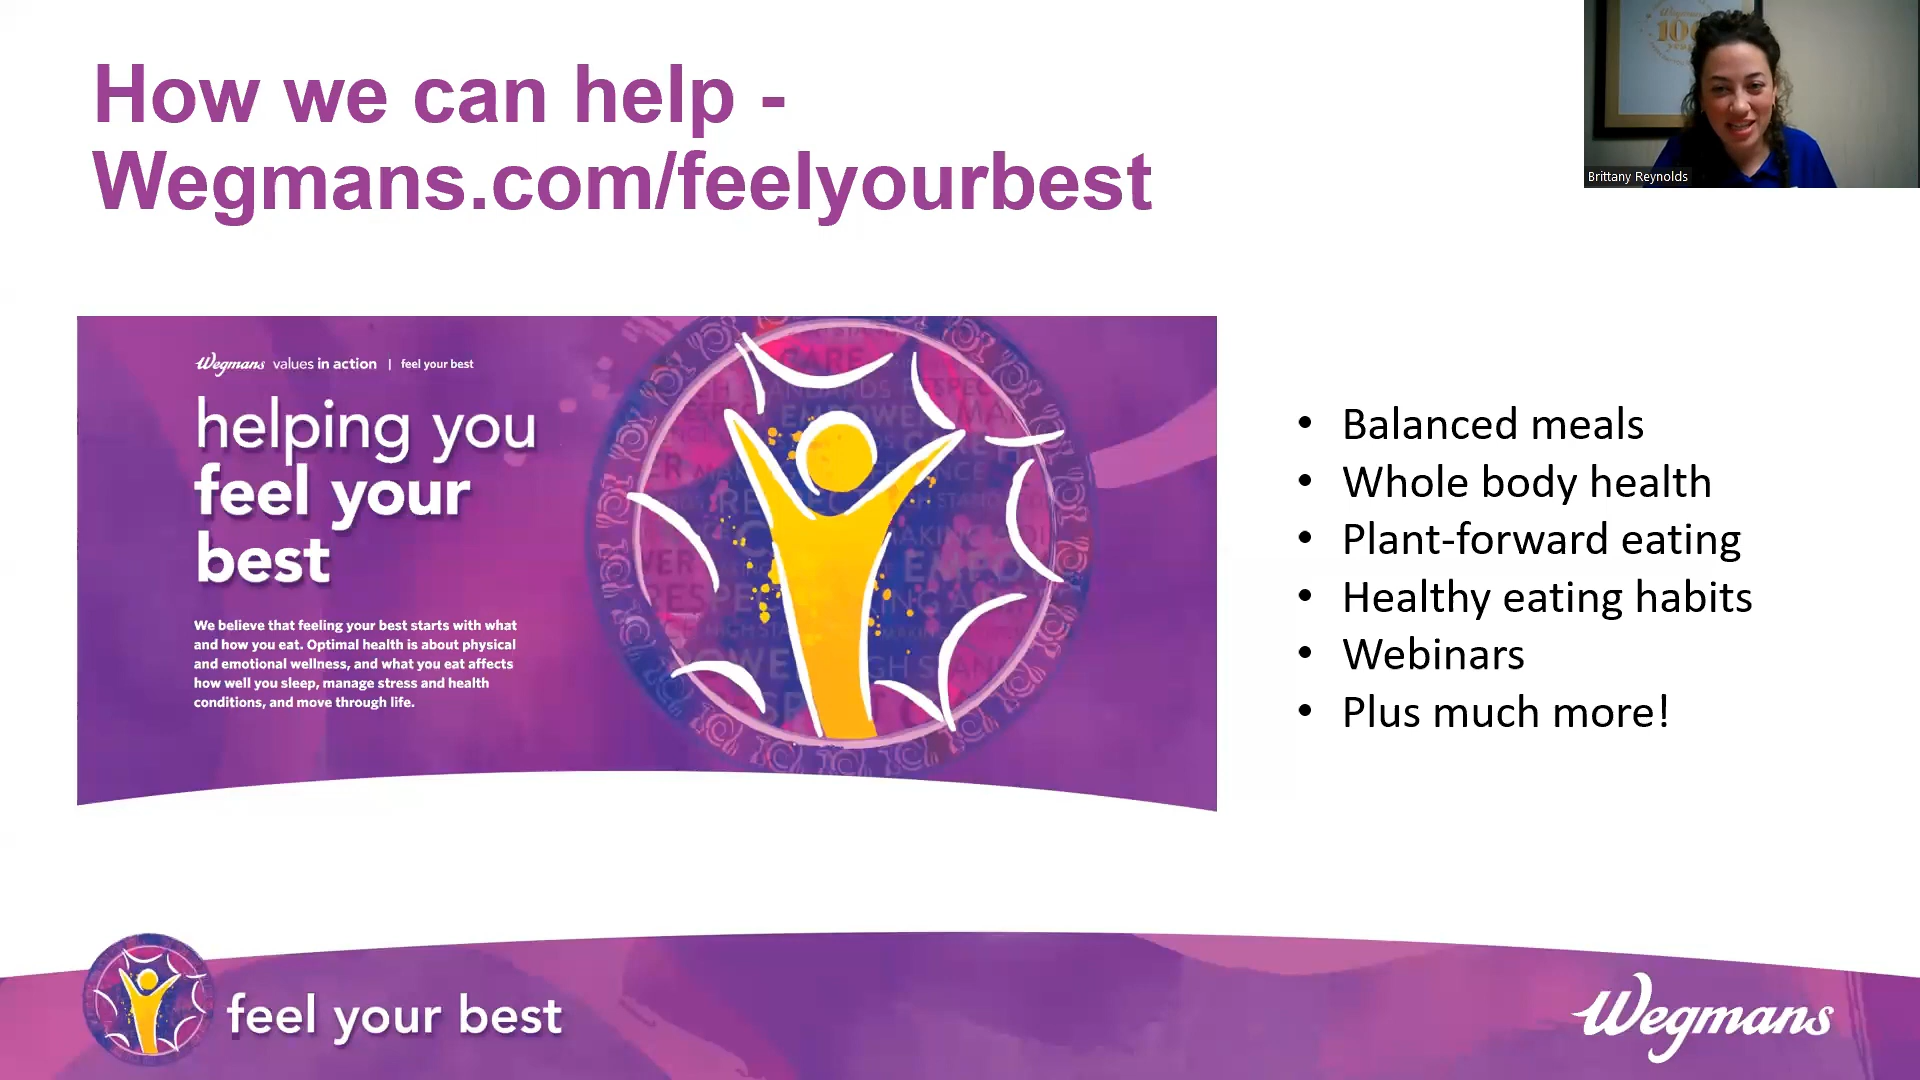 How we can help -
Wegmans.com/feelyourbest
Brittany Reynolds
Wegmans values in action | feel your best
helping you
feel your
best
We believe that feeling your best starts with what
and how you eat. Optimal health is about physical
and emotional wellness, and what you eat affects
how well you sleep, manage stress and health
conditions, and move through life.
• Balanced meals
• Whole body health
• Plant-forward eating
• Healthy eating habits
• Webinars
• Plus much more!
feel your best
Wegmans